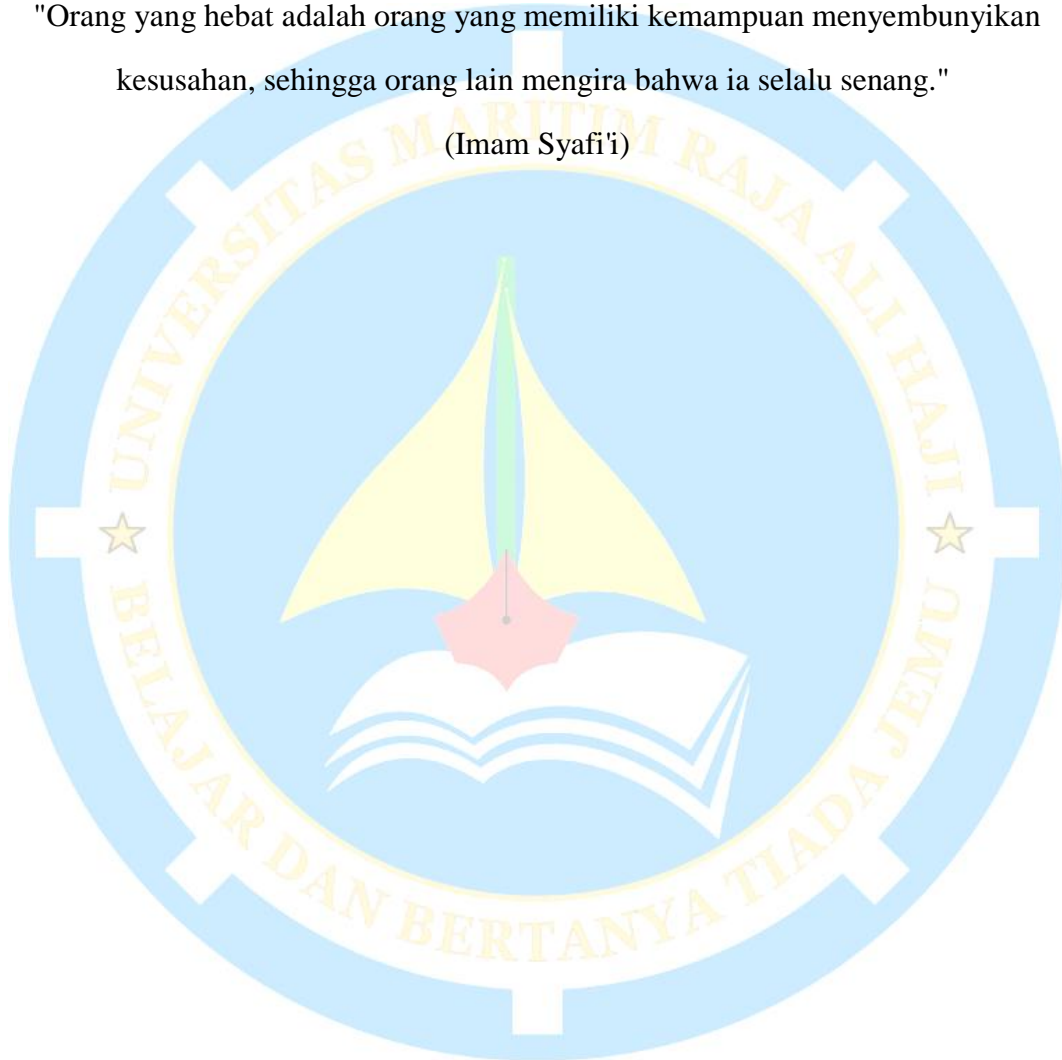 "Orang yang hebat adalah orang yang memiliki kemampuan menyembunyikan
kesusahan, sehingga orang lain mengira bahwa ia selalu senang."
(Imam Syafi'i)
UNIVERSITAS MARITIM RAJA ALI HAJI
BELAJAR DAN BERTANYA TIADA JEMU